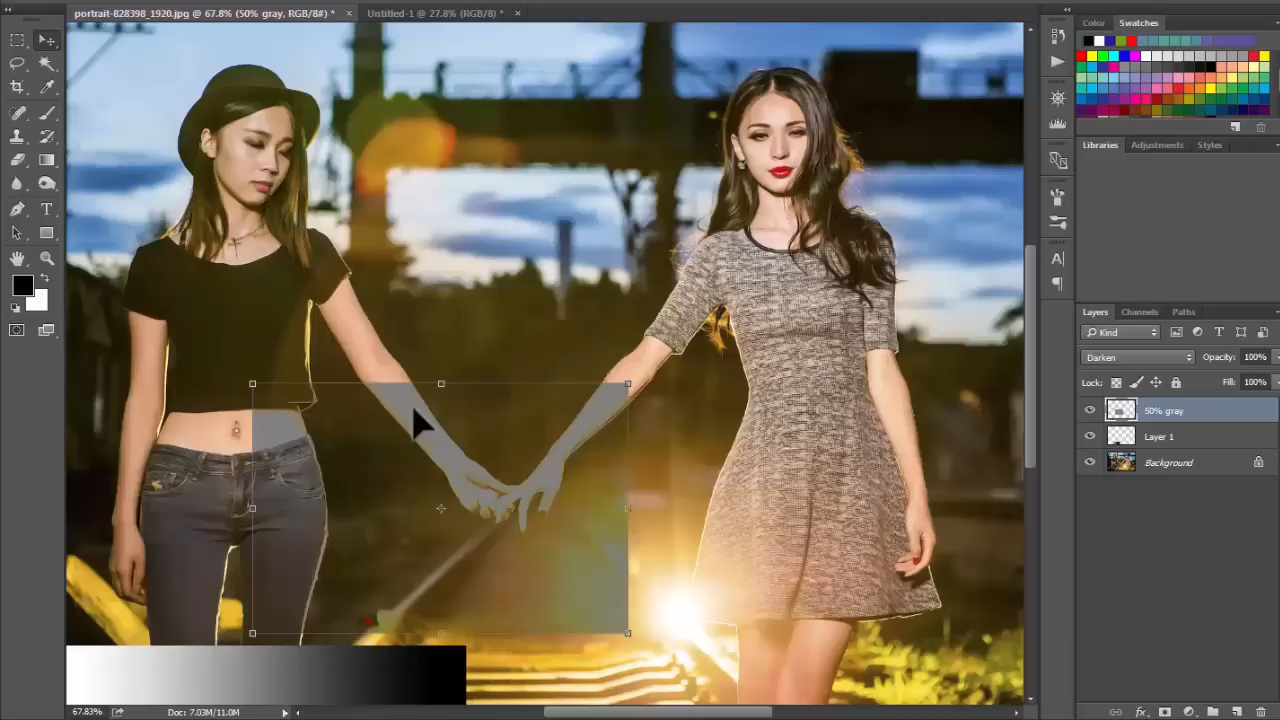 portrait-828398_1920.jpg @ 67.8% (50% gray, RGB/8#) * ×
Untitled-1 @ 27.8% (RGB/8) * ×
Color Swatches
Libraries Adjustments Styles
Layers Channels Paths
Kind
Darken Opacity: 100%
Lock: Fill: 100%
50% gray
Layer 1
Background
67.83% Doc: 7.03M/11.0M